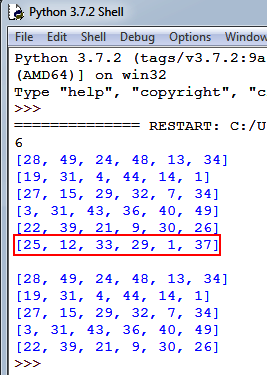 Python 3.7.2 Shell
File Edit Shell Debug Options Window
Python 3.7.2 (tags/v3.7.2:9a
(AMD64)] on win32
Type "help", "copyright", "c
>>>
============== RESTART: C:/U
6
[28, 49, 24, 48, 13, 34]
[19, 31, 4, 44, 14, 1]
[27, 15, 29, 32, 7, 34]
[3, 31, 43, 36, 40, 49]
[22, 39, 21, 9, 30, 26]
[25, 12, 33, 29, 1, 37]
[28, 49, 24, 48, 13, 34]
[19, 31, 4, 44, 14, 1]
[27, 15, 29, 32, 7, 34]
[3, 31, 43, 36, 40, 49]
[22, 39, 21, 9, 30, 26]
>>>